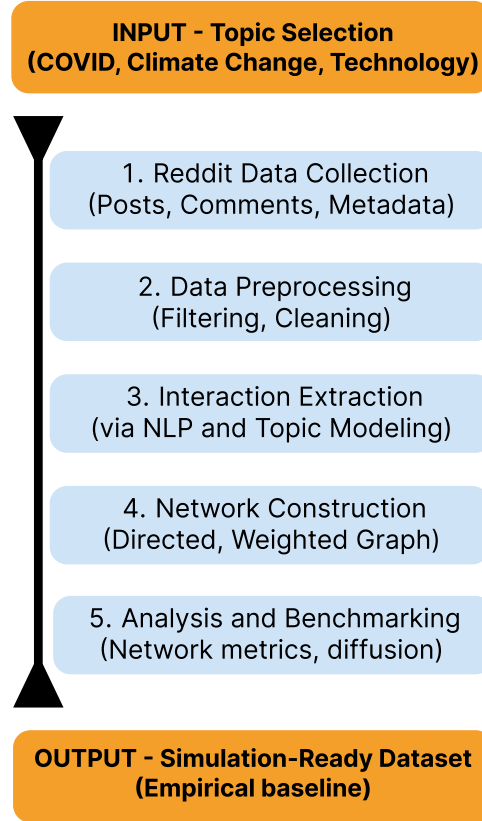 INPUT - Topic Selection
(COVID, Climate Change, Technology)
1. Reddit Data Collection
(Posts, Comments, Metadata)
2. Data Preprocessing
(Filtering, Cleaning)
3. Interaction Extraction
(via NLP and Topic Modeling)
4. Network Construction
(Directed, Weighted Graph)
5. Analysis and Benchmarking
(Network metrics, diffusion)
OUTPUT - Simulation-Ready Dataset
(Empirical baseline)